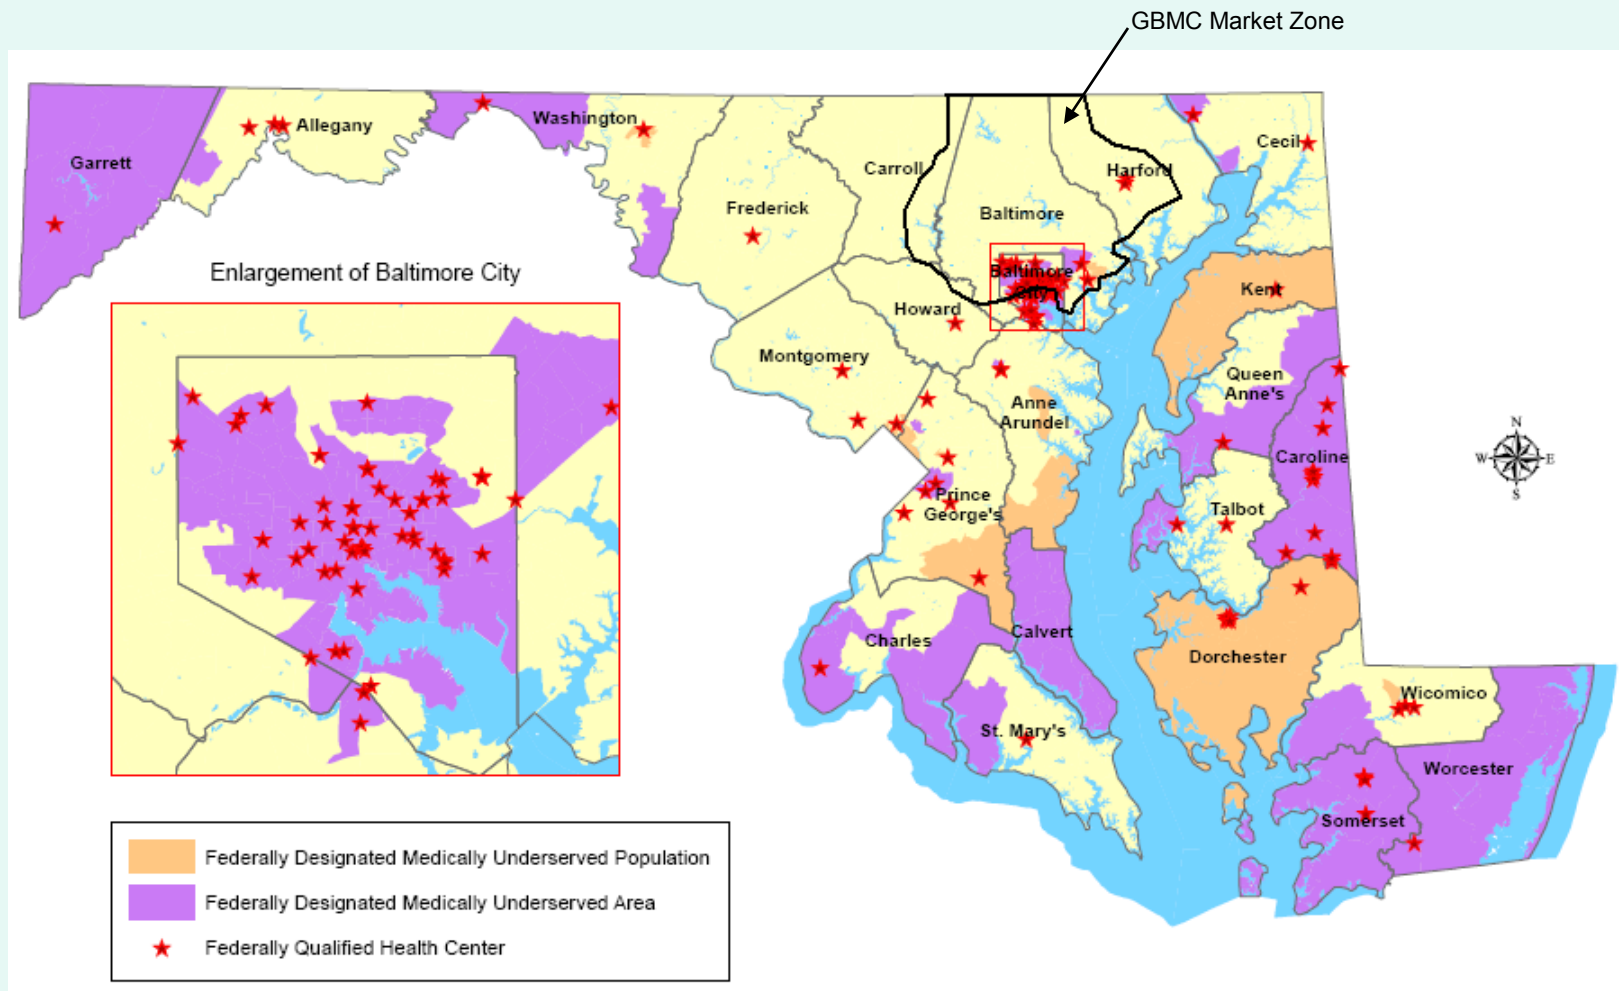 GBMC Market Zone
Washington
Allegany
Garrett
Cecil
Carroll
Harford
Frederick
Baltimore
Enlargement of Baltimore City
Baltimore
City
Kent
Howard
Montgomery
Queen
Anne's
Anne
Arundel
Caroline
Prince
George's
Talbot
Charles
Calvert
Dorchester
St. Mary's
Wicomico
Worcester
Somerset
N
W
E
S
Federally Designated Medically Underserved Population
Federally Designated Medically Underserved Area
Federally Qualified Health Center